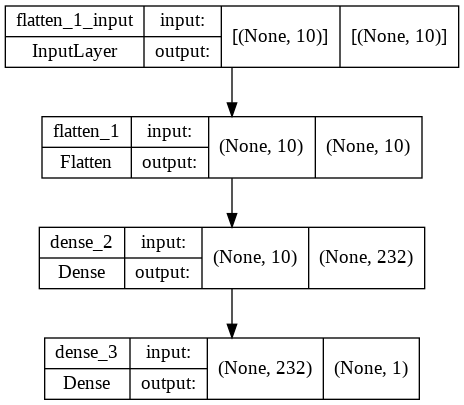 flatten_1_input input: [(None, 10)] [(None, 10)]
InputLayer output:
flatten_1 input: (None, 10) (None, 10)
Flatten output:
dense_2 input: (None, 10) (None, 232)
Dense output:
dense_3 input: (None, 232) (None, 1)
Dense output: